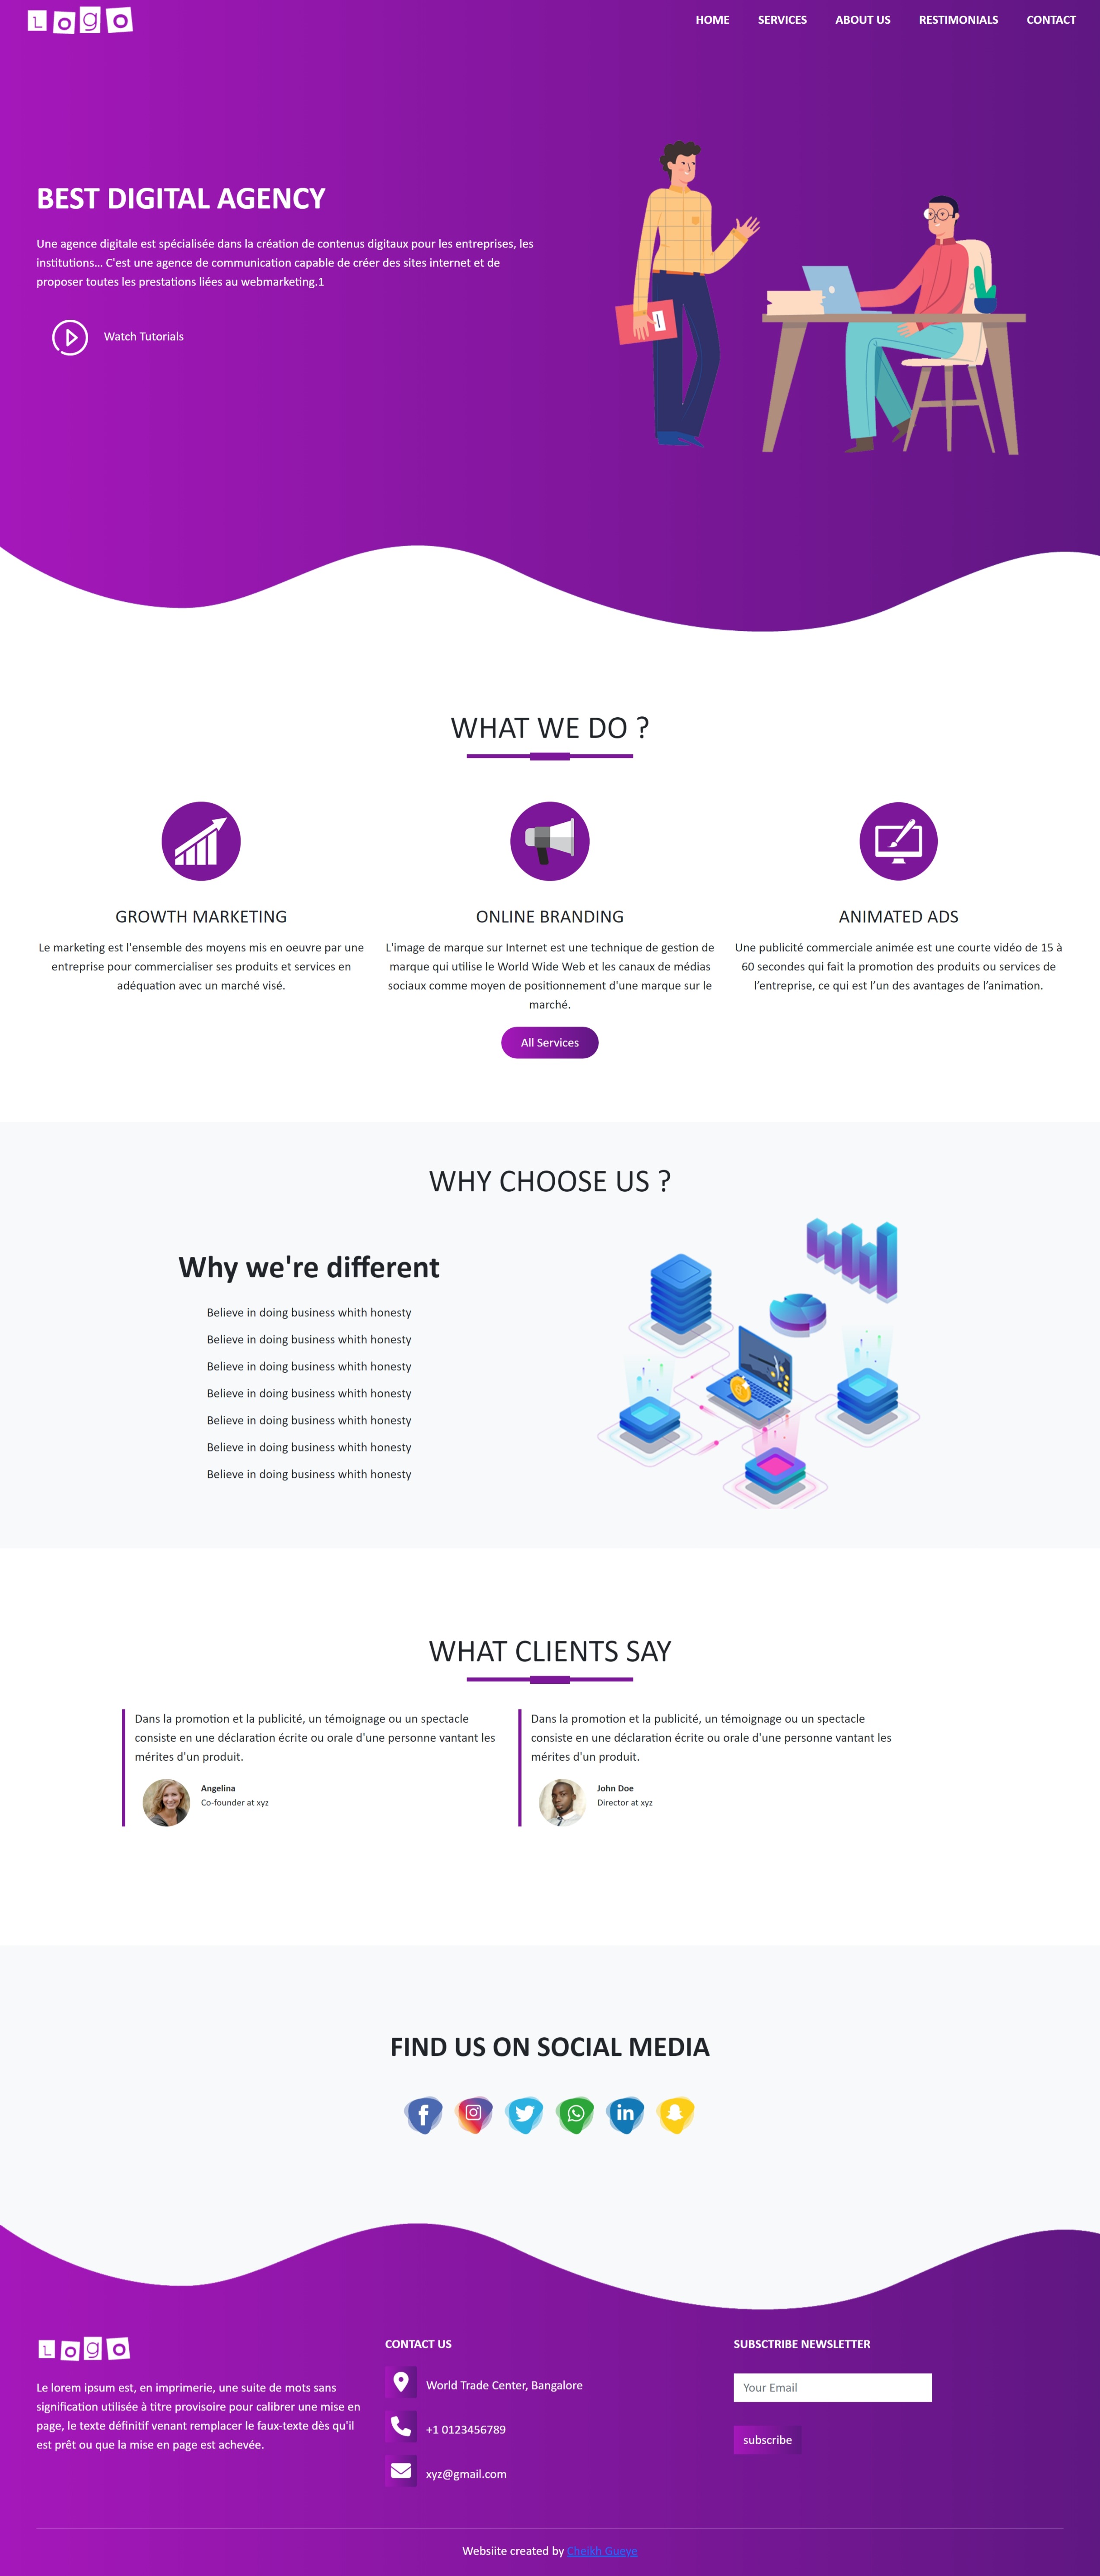 Logo
HOME SERVICES ABOUT US RESTIMONIALS CONTACT
BEST DIGITAL AGENCY
Une agence digitale est spécialisée dans la création de contenus digitaux pour les entreprises, les
institutions... C'est une agence de communication capable de créer des sites internet et de
proposer toutes les prestations liées au webmarketing.1
Watch Tutorials
WHAT WE DO ?
GROWTH MARKETING
Le marketing est l'ensemble des moyens mis en oeuvre par une
entreprise pour commercialiser ses produits et services en
adéquation avec un marché visé.
ONLINE BRANDING
L'image de marque sur Internet est une technique de gestion de
marque qui utilise le World Wide Web et les canaux de médias
sociaux comme moyen de positionnement d'une marque sur le
marché.
ANIMATED ADS
Une publicité commerciale animée est une courte vidéo de 15 à
60 secondes qui fait la promotion des produits ou services de
l’entreprise, ce qui est l’un des avantages de l’animation.
All Services
WHY CHOOSE US ?
Why we're different
Believe in doing business whith honesty
Believe in doing business whith honesty
Believe in doing business whith honesty
Believe in doing business whith honesty
Believe in doing business whith honesty
Believe in doing business whith honesty
Believe in doing business whith honesty
WHAT CLIENTS SAY
Dans la promotion et la publicité, un témoignage ou un spectacle
consiste en une déclaration écrite ou orale d'une personne vantant les
mérites d'un produit.
Angelina
Co-founder at xyz
Dans la promotion et la publicité, un témoignage ou un spectacle
consiste en une déclaration écrite ou orale d'une personne vantant les
mérites d'un produit.
John Doe
Director at xyz
FIND US ON SOCIAL MEDIA
Logo
Le lorem ipsum est, en imprimerie, une suite de mots sans
signification utilisée à titre provisoire pour calibrer une mise en
page, le texte définitif venant remplacer le faux-texte dès qu'il
est prêt ou que la mise en page est achevée.
CONTACT US
World Trade Center, Bangalore
+1 0123456789
xyz@gmail.com
SUBSCTRIBE NEWSLETTER
Your Email
subscribe
Websiite created by Cheikh Gueye